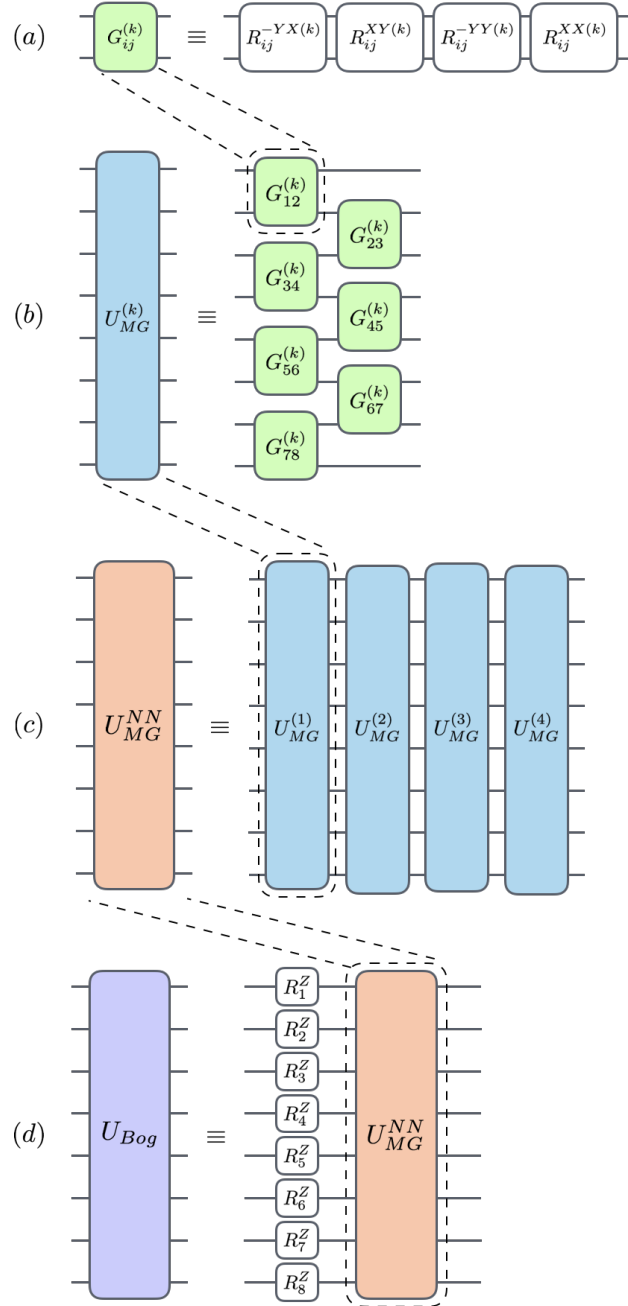 (a) G_{ij}^{(k)} ≡ R_{ij}^{-YX(k)} R_{ij}^{XY(k)} R_{ij}^{-YY(k)} R_{ij}^{XX(k)}
G_{12}^{(k)}
G_{23}^{(k)}
G_{34}^{(k)}
(b) U_{MG}^{(k)} ≡ G_{45}^{(k)}
G_{56}^{(k)}
G_{67}^{(k)}
G_{78}^{(k)}
(c) U_{MG}^{NN} ≡ U_{MG}^{(1)} U_{MG}^{(2)} U_{MG}^{(3)} U_{MG}^{(4)}
R_1^Z
R_2^Z
R_3^Z
R_4^Z
(d) U_{Bog} ≡ U_{MG}^{NN}
R_5^Z
R_6^Z
R_7^Z
R_8^Z